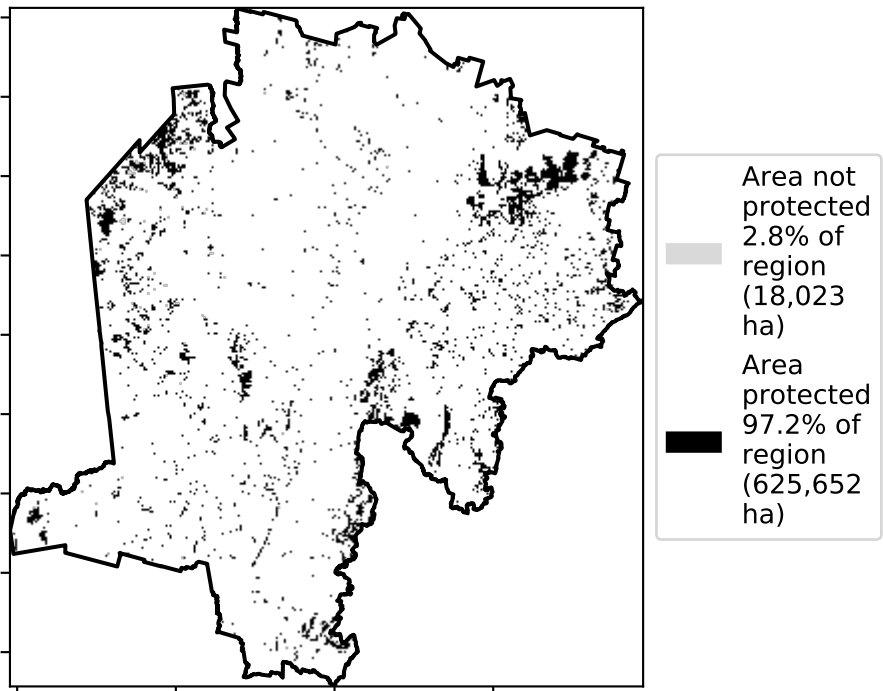 Area not
protected
2.8% of
region
(18,023
ha)
Area
protected
97.2% of
region
(625,652
ha)